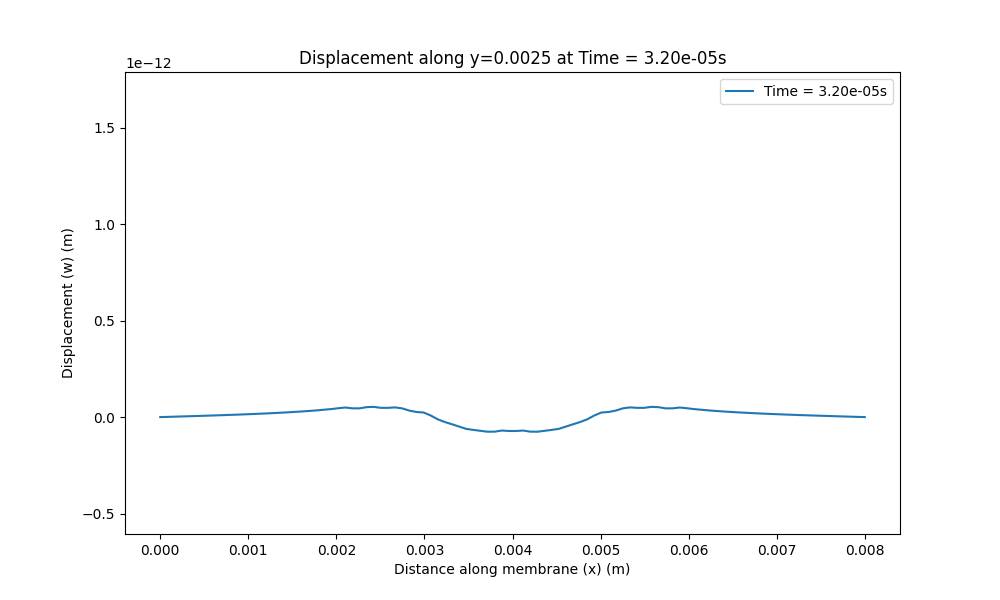 Displacement along y=0.0025 at Time = 3.20e-05s
1e−12
Time = 3.20e-05s
1.5
1.0
0.5
0.0
−0.5
Displacement (w) (m)
0.000 0.001 0.002 0.003 0.004 0.005 0.006 0.007 0.008
Distance along membrane (x) (m)